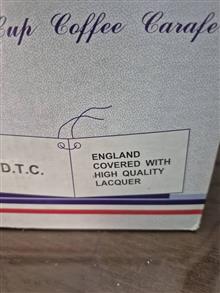 Cup Coffee Carafe
D.T.C.
ENGLAND
COVERED WITH
HIGH QUALITY
LACQUER